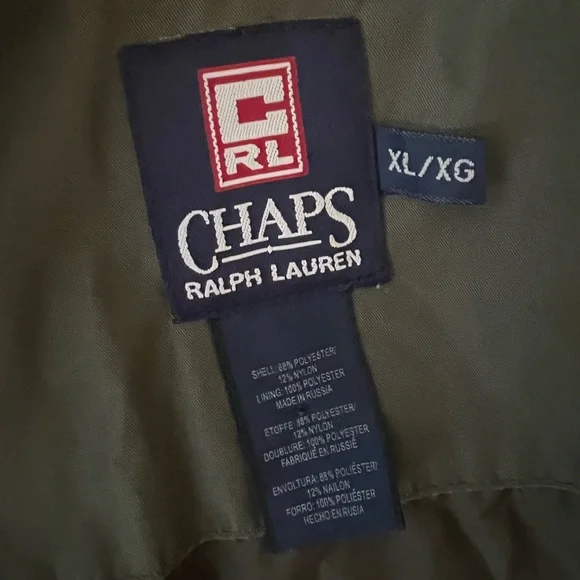 C
RL
CHAPS
RALPH LAUREN
XL/XG
SHELL: 88% POLYESTER/
12% NYLON
LINING: 100% POLYESTER
MADE IN RUSSIA
ETOFFE: 88% POLYESTER/
12% NYLON
DOUBLURE: 100% POLYESTER
FABRIQUÉ EN RUSSIE
ENVOLTURA: 88% POLIÉSTER/
12% NAILON
FORRO: 100% POLIÉSTER
HECHO EN RUSIA